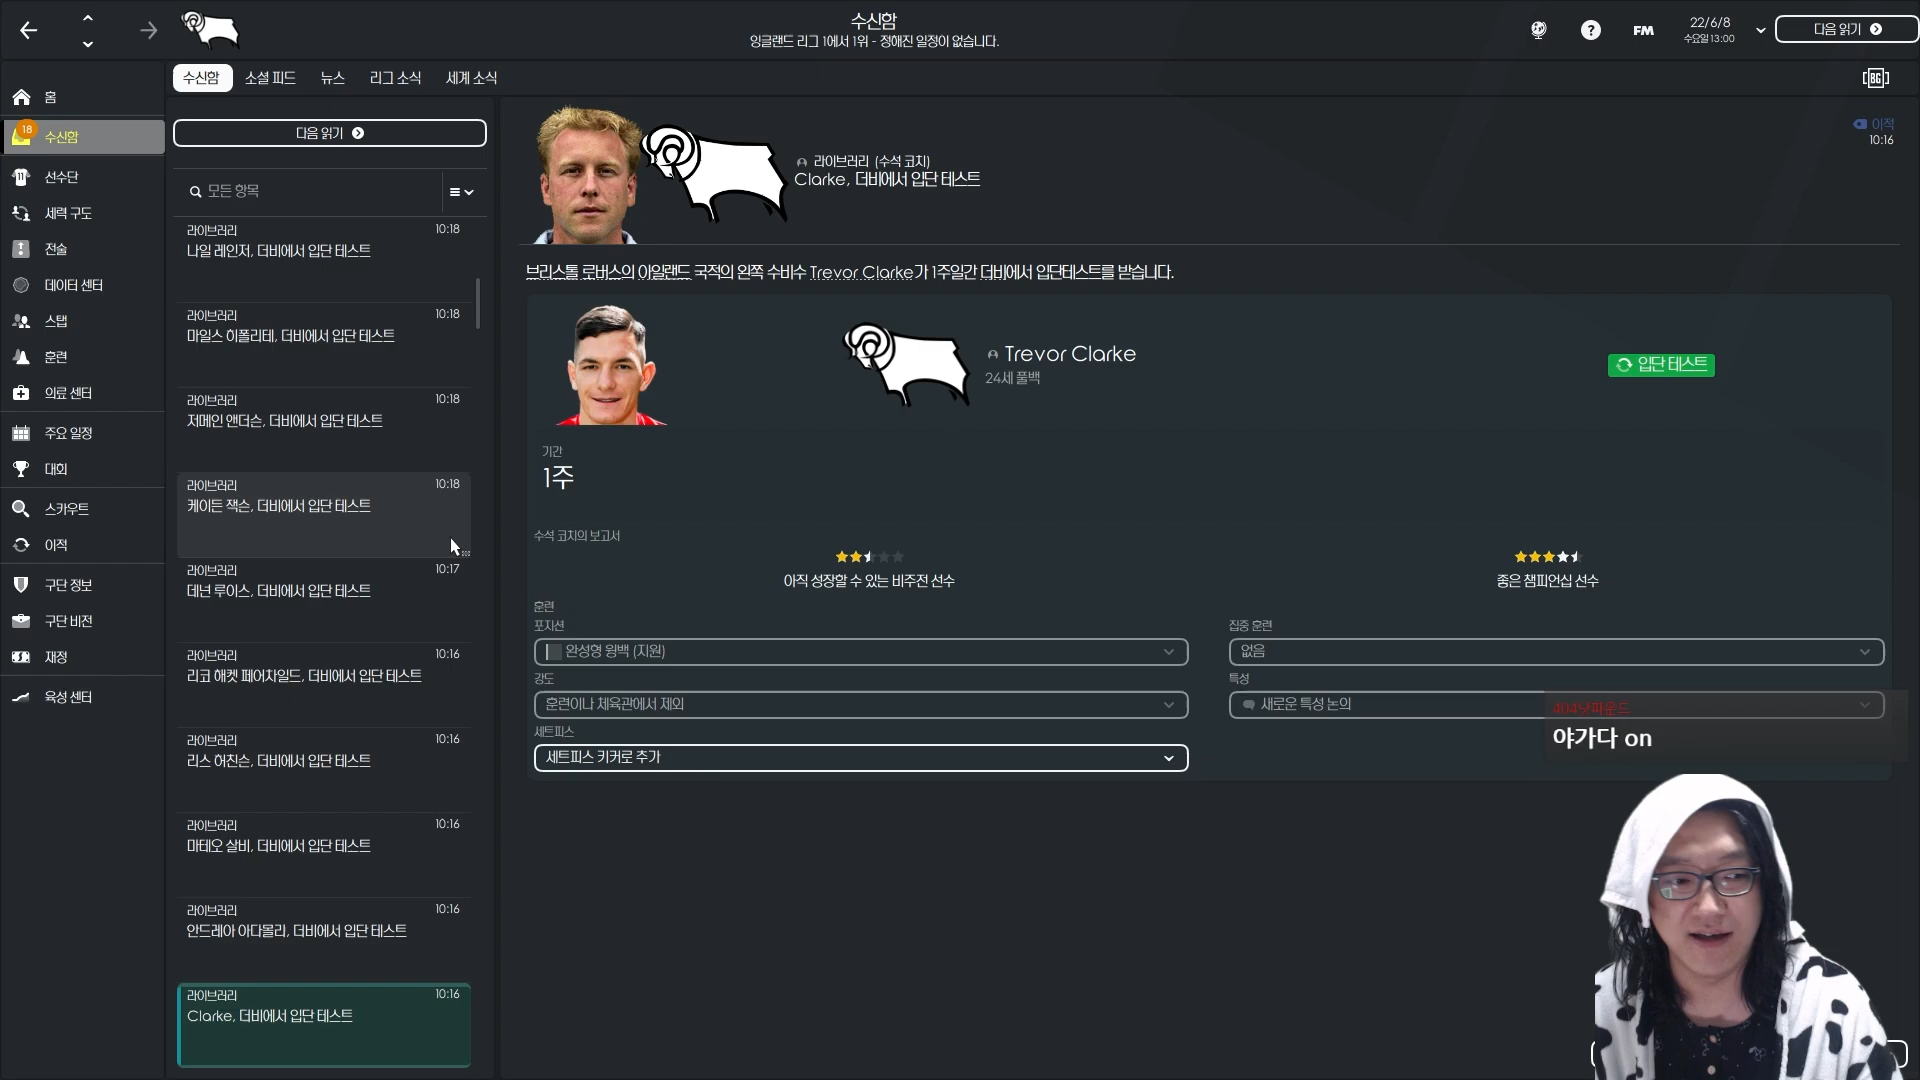 수신함
잉글랜드 리그 1에서 1위 - 정해진 일정이 없습니다.
FM
22/6/8
수요일 13:00
다음 읽기
수신함
소셜 피드
뉴스
리그 소식
세계 소식
BG
홈
18
수신함
선수단
세력 구도
전술
데이터 센터
스탭
훈련
의료 센터
주요 일정
대회
스카우트
이적
구단 정보
구단 비전
재정
육성 센터
다음 읽기
모든 항목
라이브러리
10:18
나일 레인저, 더비에서 입단 테스트
라이브러리
10:18
마일스 히폴리테, 더비에서 입단 테스트
라이브러리
10:18
저메인 앤더슨, 더비에서 입단 테스트
라이브러리
10:18
케이든 잭슨, 더비에서 입단 테스트
라이브러리
10:17
데넌 루이스, 더비에서 입단 테스트
라이브러리
10:16
리코 해켓 페어차일드, 더비에서 입단 테스트
라이브러리
10:16
리스 허친슨, 더비에서 입단 테스트
라이브러리
10:16
마테오 살비, 더비에서 입단 테스트
라이브러리
10:16
안드레아 아다몰리, 더비에서 입단 테스트
라이브러리
10:16
Clarke, 더비에서 입단 테스트
라이브러리 (수석 코치)
Clarke, 더비에서 입단 테스트
이적
10:16
브리스톨 로버스의 아일랜드 국적의 왼쪽 수비수 Trevor Clarke가 1주일간 더비에서 입단테스트를 받습니다.
Trevor Clarke
24세 풀백
입단 테스트
기간
1주
수석 코치의 보고서
아직 성장할 수 있는 비주전 선수
좋은 챔피언십 선수
훈련
포지션
완성형 윙백 (지원)
집중 훈련
없음
강도
훈련이나 체육관에서 제외
특성
새로운 특성 논의
세트피스
세트피스 키커로 추가
404낫파운드
야가다 on